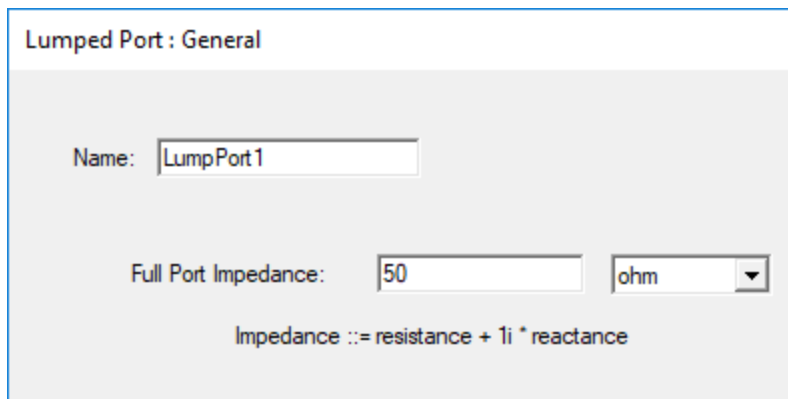 Lumped Port : General
Name: LumpPort1
Full Port Impedance: 50 ohm
Impedance ::= resistance + 1i * reactance